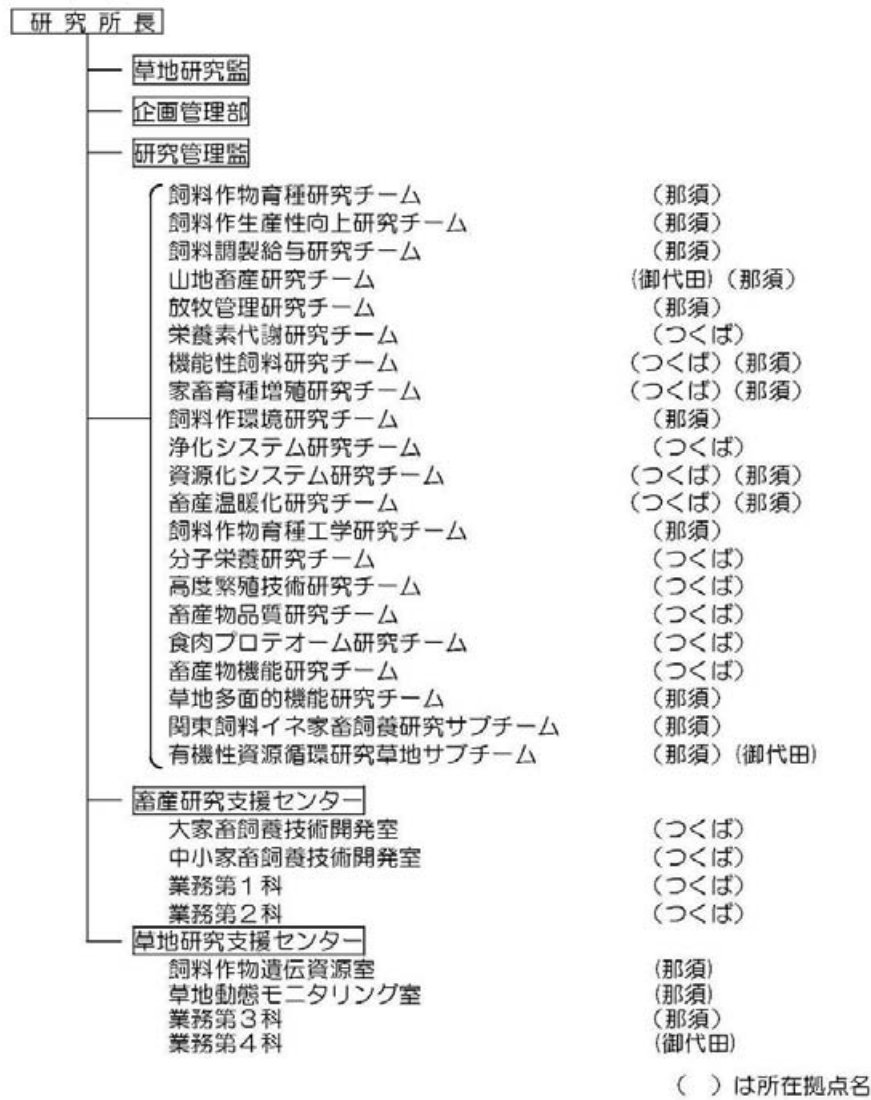 研究所長
草地研究監
企画管理部
研究管理監
飼料作物育種研究チーム （那須）
飼料作生産性向上研究チーム （那須）
飼料調製給与研究チーム （那須）
山地畜産研究チーム (御代田)（那須）
放牧管理研究チーム （那須）
栄養素代謝研究チーム （つくば）
機能性飼料研究チーム （つくば）（那須）
家畜育種増殖研究チーム （つくば）（那須）
飼料作環境研究チーム （那須）
浄化システム研究チーム （つくば）
資源化システム研究チーム （つくば）（那須）
畜産温暖化研究チーム （つくば）（那須）
飼料作物育種工学研究チーム （那須）
分子栄養研究チーム （つくば）
高度繁殖技術研究チーム （つくば）
畜産物品質研究チーム （つくば）
食肉プロテオーム研究チーム （つくば）
畜産物機能研究チーム （つくば）
草地多面的機能研究チーム （那須）
関東飼料イネ家畜飼養研究サブチーム （那須）
有機性資源循環研究草地サブチーム （那須）(御代田)
畜産研究支援センター
大家畜飼養技術開発室 （つくば）
中小家畜飼養技術開発室 （つくば）
業務第１科 （つくば）
業務第２科 （つくば）
草地研究支援センター
飼料作物遺伝資源室 (那須)
草地動態モニタリング室 (那須)
業務第３科 （那須）
業務第４科 (御代田)
（　）は所在拠点名